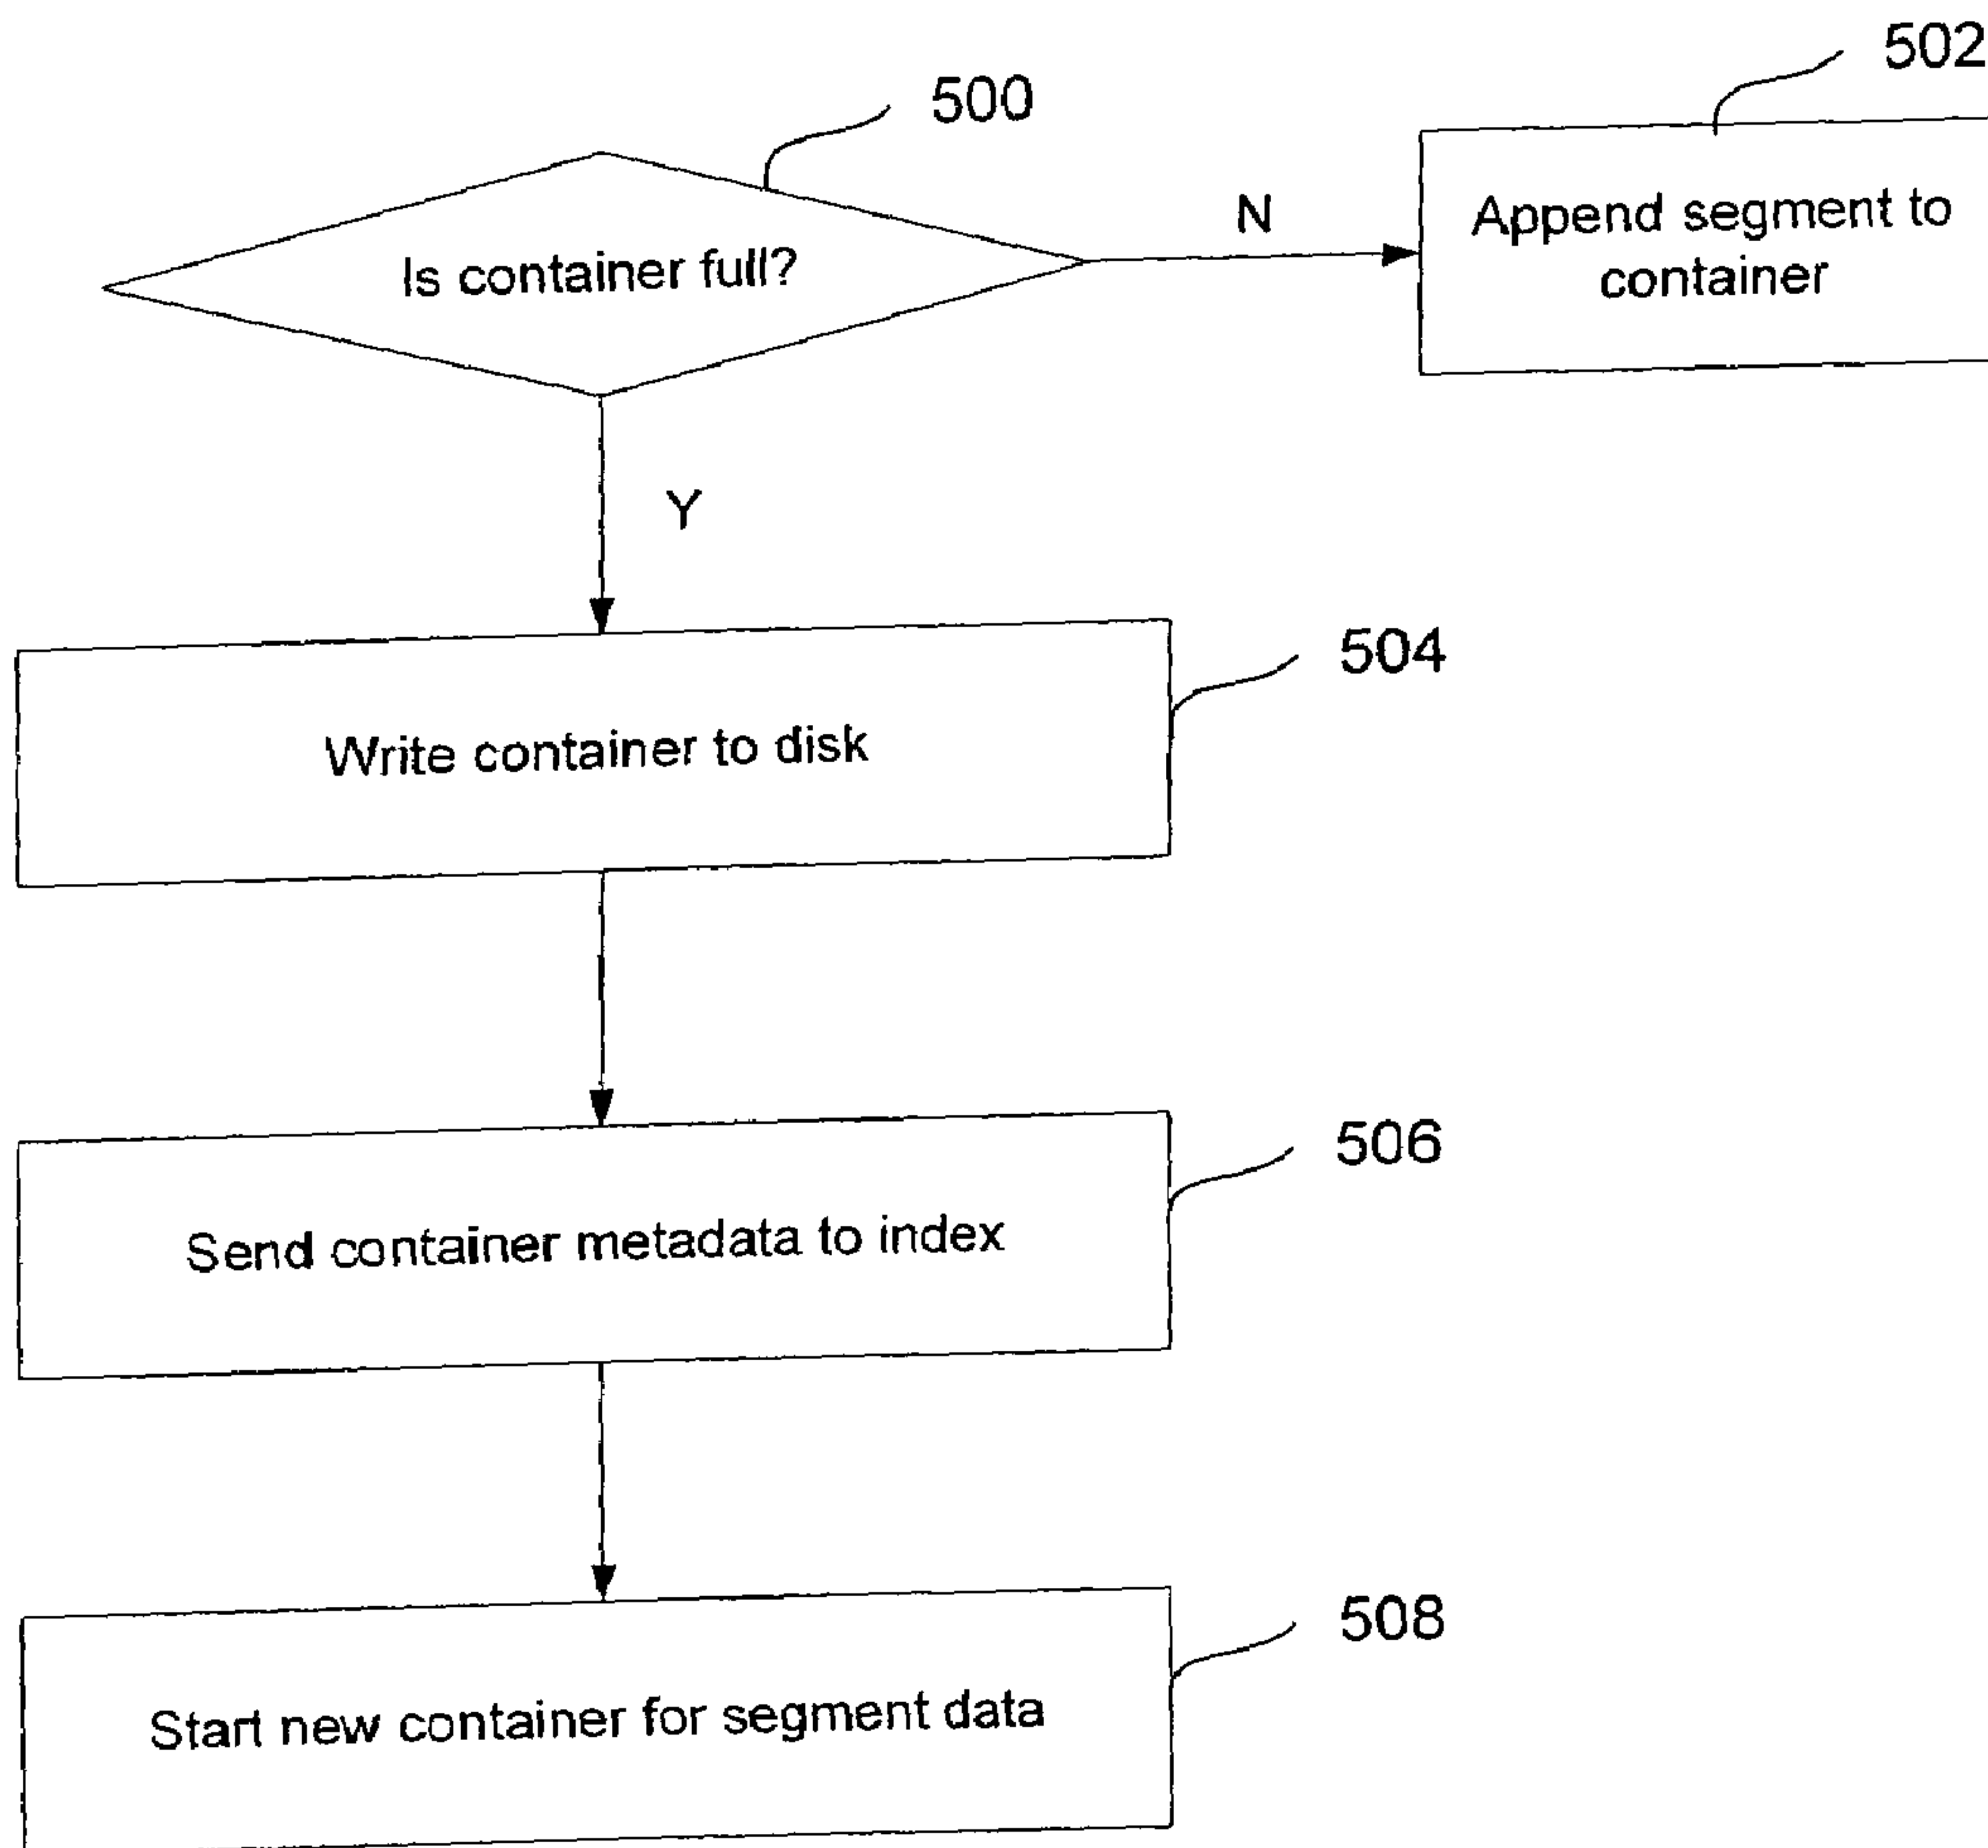 502
500
Is container full?
N
Append segment to
container
Y
504
Write container to disk
506
Send container metadata to index
508
Start new container for segment data